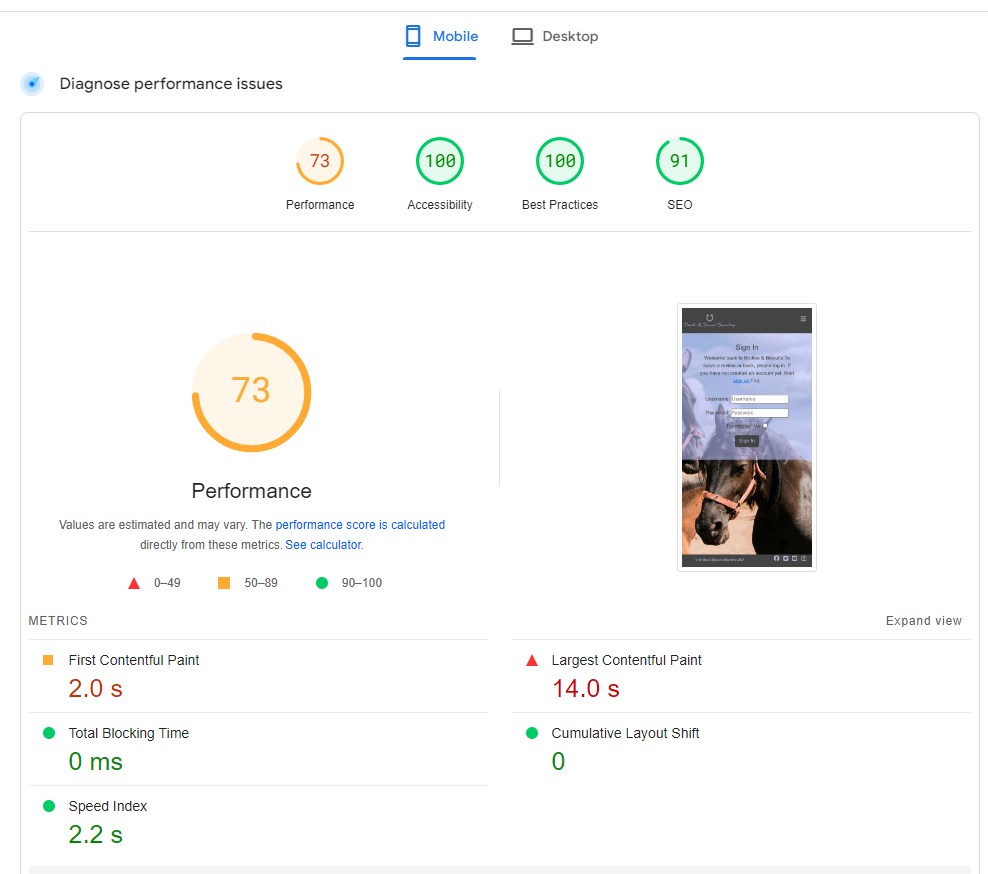 Mobile
Desktop
Diagnose performance issues
73
100
100
91
Performance
Accessibility
Best Practices
SEO
Sign In
Welcome back to Bridles & Biscuits To
leave a review or book, please log in. If
you have not created an account yet, then
sign up first.
Username:
Username
Password:
Password
Remember Me:
Sign In
73
Performance
Values are estimated and may vary. The performance score is calculated
directly from these metrics. See calculator.
0–49
50–89
90–100
METRICS
Expand view
First Contentful Paint
2.0 s
Largest Contentful Paint
14.0 s
Total Blocking Time
0 ms
Cumulative Layout Shift
0
Speed Index
2.2 s